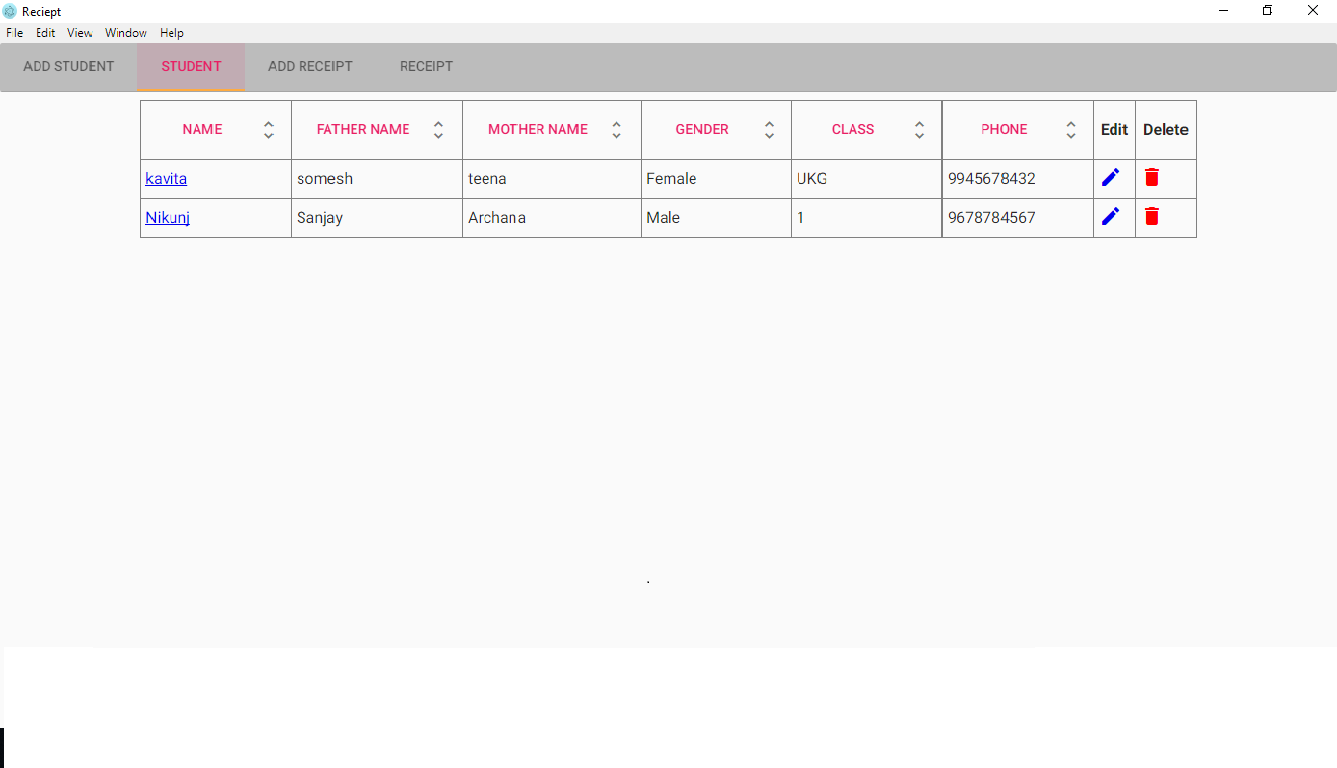 Reciept
File Edit View Window Help
ADD STUDENT STUDENT ADD RECEIPT RECEIPT
NAME FATHER NAME MOTHER NAME GENDER CLASS PHONE Edit Delete
kavita somesh teena Female UKG 9945678432
Nikunj Sanjay Archana Male 1 9678784567